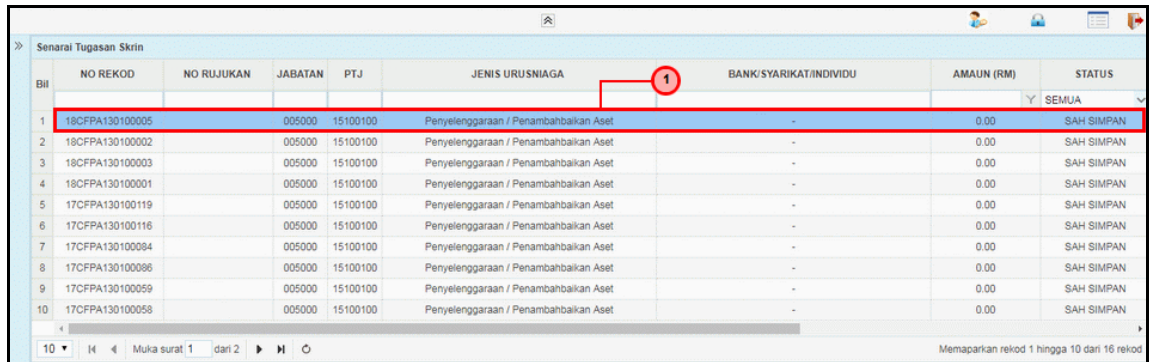 Senarai Tugasan Skrin
Bil NO REKOD NO RUJUKAN JABATAN PTJ JENIS URUSNIAGA BANK/SYARIKAT/INDIVIDU AMAUN (RM) STATUS
1
SEMUA
1 18CFPA130100005 005000 15100100 Penyelenggaraan / Penambahbaikan Aset - 0.00 SAH SIMPAN
2 18CFPA130100002 005000 15100100 Penyelenggaraan / Penambahbaikan Aset - 0.00 SAH SIMPAN
3 18CFPA130100003 005000 15100100 Penyelenggaraan / Penambahbaikan Aset - 0.00 SAH SIMPAN
4 18CFPA130100001 005000 15100100 Penyelenggaraan / Penambahbaikan Aset - 0.00 SAH SIMPAN
5 17CFPA130100119 005000 15100100 Penyelenggaraan / Penambahbaikan Aset - 0.00 SAH SIMPAN
6 17CFPA130100116 005000 15100100 Penyelenggaraan / Penambahbaikan Aset - 0.00 SAH SIMPAN
7 17CFPA130100084 005000 15100100 Penyelenggaraan / Penambahbaikan Aset - 0.00 SAH SIMPAN
8 17CFPA130100086 005000 15100100 Penyelenggaraan / Penambahbaikan Aset - 0.00 SAH SIMPAN
9 17CFPA130100059 005000 15100100 Penyelenggaraan / Penambahbaikan Aset - 0.00 SAH SIMPAN
10 17CFPA130100058 005000 15100100 Penyelenggaraan / Penambahbaikan Aset - 0.00 SAH SIMPAN
10 Muka surat 1 dari 2 Memaparkan rekod 1 hingga 10 dari 16 rekod